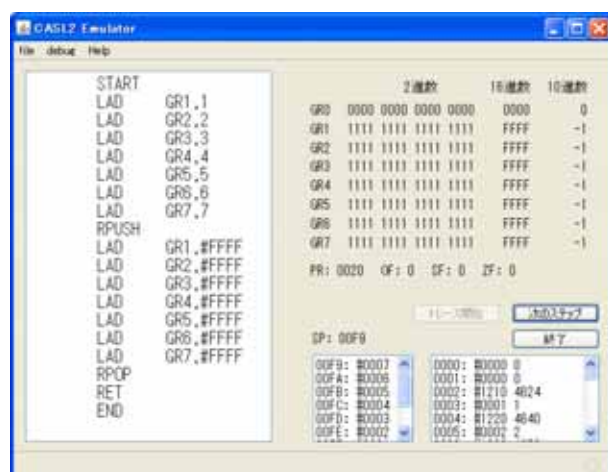 CASL2 Emulator
File debug Help
START
LAD GR1,1
LAD GR2,2
LAD GR3,3
LAD GR4,4
LAD GR5,5
LAD GR6,6
LAD GR7,7
RPUSH
LAD GR1,#FFFF
LAD GR2,#FFFF
LAD GR3,#FFFF
LAD GR4,#FFFF
LAD GR5,#FFFF
LAD GR6,#FFFF
LAD GR7,#FFFF
RPOP
RET
END
2進数 16進数 10進数
GR0 0000 0000 0000 0000 0000 0
GR1 1111 1111 1111 1111 FFFF -1
GR2 1111 1111 1111 1111 FFFF -1
GR3 1111 1111 1111 1111 FFFF -1
GR4 1111 1111 1111 1111 FFFF -1
GR5 1111 1111 1111 1111 FFFF -1
GR6 1111 1111 1111 1111 FFFF -1
GR7 1111 1111 1111 1111 FFFF -1
PR: 0020 OF: 0 SF: 0 ZF: 0
トレース開始 次のステップ
SP: 00F9 終了
00F9: #0007
00FA: #0006
00FB: #0005
00FC: #0004
00FD: #0003
00FE: #0002
0000: #0000 0
0001: #0000 0
0002: #1210 4624
0003: #0001 1
0004: #1220 4640
0005: #0002 2